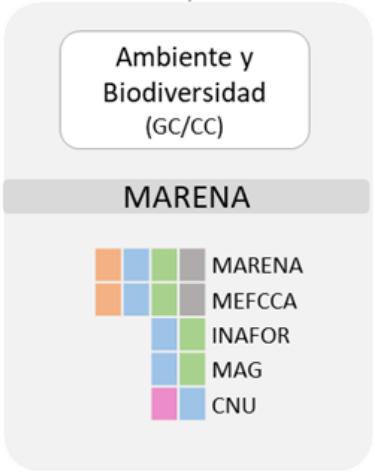 Ambiente y
Biodiversidad
(GC/CC)
MARENA
MARENA
MEFCCA
INAFOR
MAG
CNU